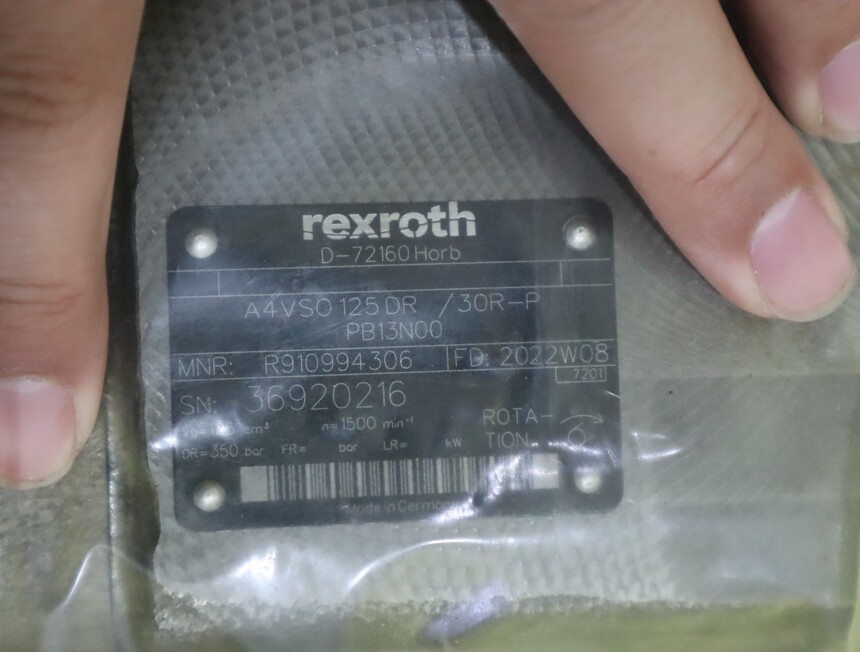 rexroth
D-72160 Horb
A4VSO 125 DR /30R-P
PB13N00
MNR: R910994306 FD: 2022W08
7201
SN: 36920216
cm³ n=1500 min⁻¹
ROTA-
TION
DR=350 bar FR= bar LR= kW
Made in Germany